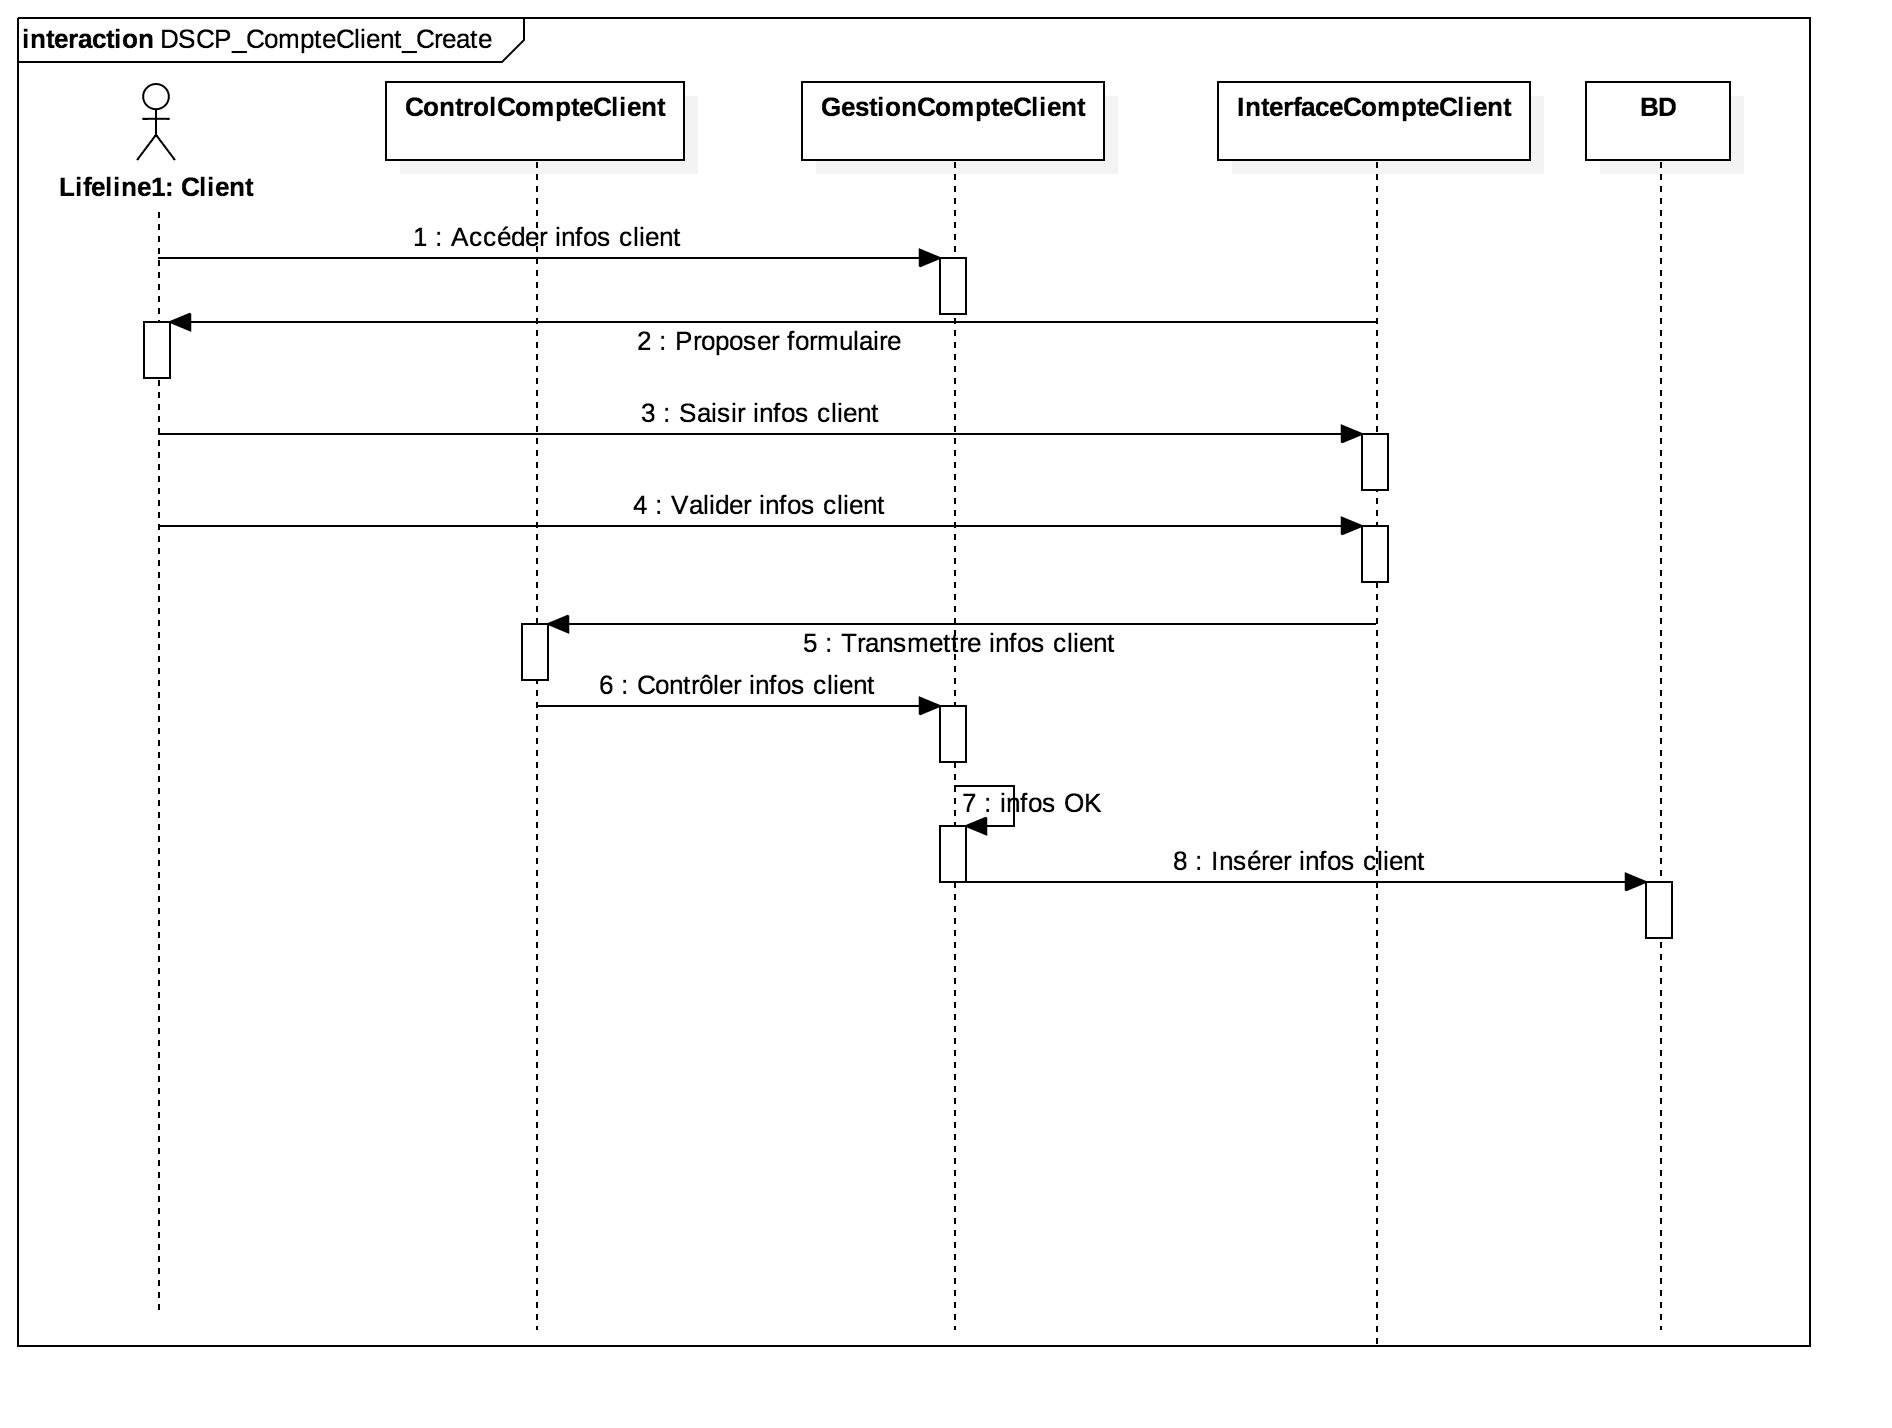 interaction DSCP_CompteClient_Create
ControlCompteClient
GestionCompteClient
InterfaceCompteClient
BD
Lifeline1: Client
1 : Accéder infos client
2 : Proposer formulaire
3 : Saisir infos client
4 : Valider infos client
5 : Transmettre infos client
6 : Contrôler infos client
7 : infos OK
8 : Insérer infos client